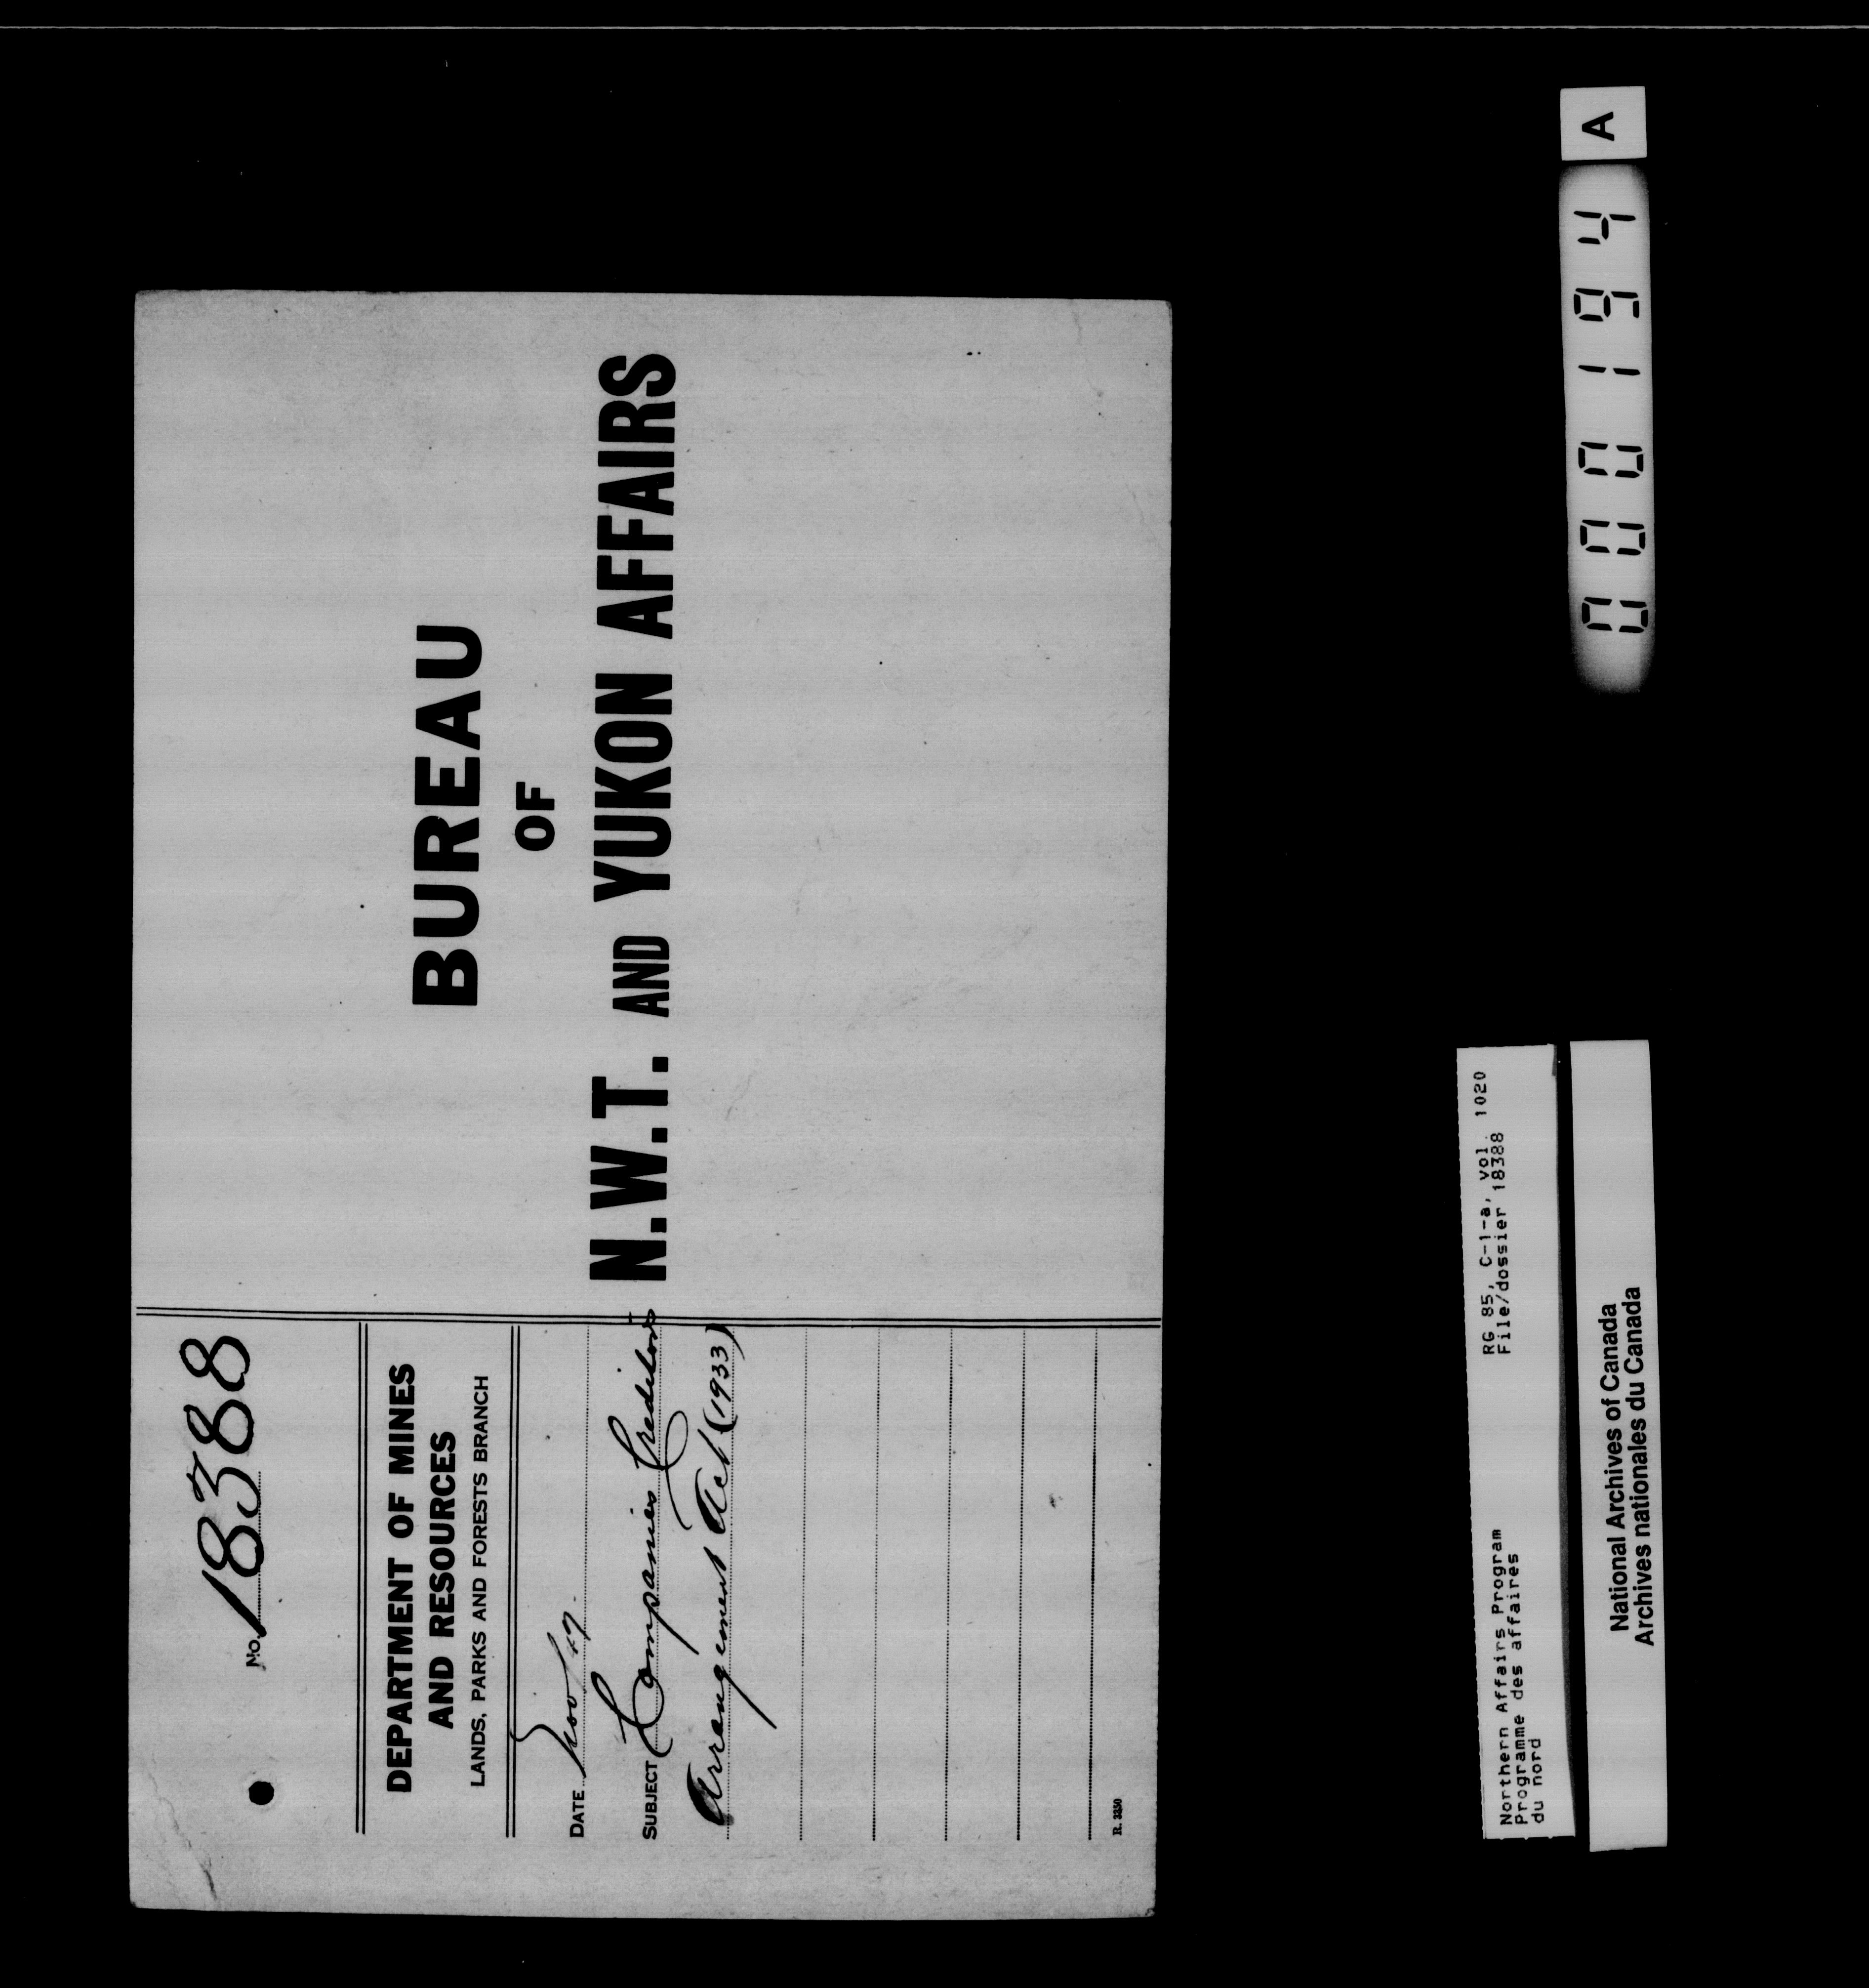 No. 18388
DEPARTMENT OF MINES
AND RESOURCES
LANDS, PARKS AND FORESTS BRANCH
DATE
SUBJECT Companies Creditors
Arrangement Act (1933)
R. 3350
BUREAU
OF
N.W.T. AND YUKON AFFAIRS
Northern Affairs Program
Programme des affaires
du nord
RG 85, C-1-a, vol. 1020
File/dossier 18388
National Archives of Canada
Archives nationales du Canada
000194
A